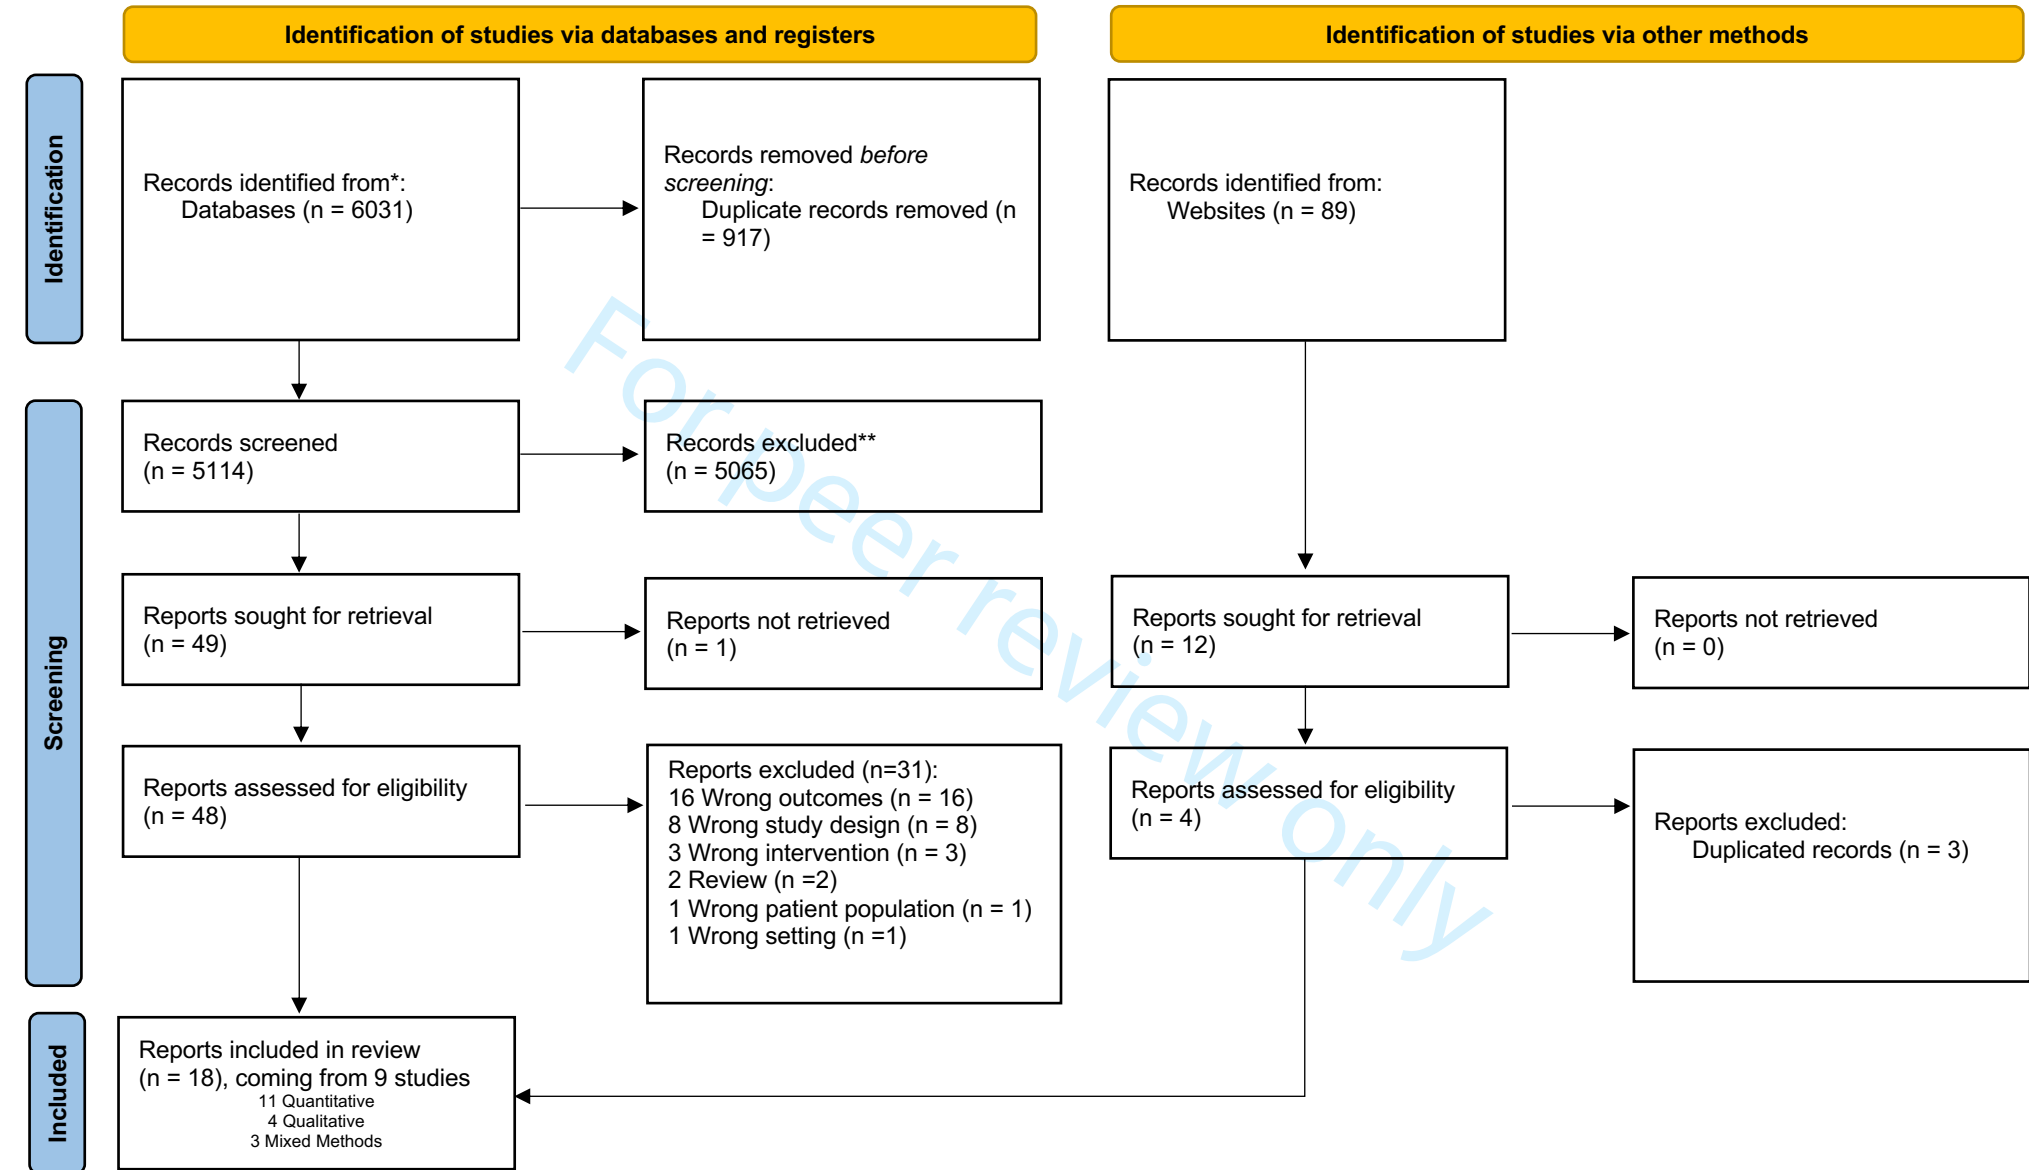 Identification of studies via databases and registers
Identification of studies via other methods
Identification
Records identified from*:
Databases (n = 6031)
Records removed before
screening:
Duplicate records removed (n
= 917)
Records identified from:
Websites (n = 89)
Screening
Records screened
(n = 5114)
Records excluded**
(n = 5065)
Reports sought for retrieval
(n = 49)
Reports not retrieved
(n = 1)
Reports sought for retrieval
(n = 12)
Reports not retrieved
(n = 0)
Reports assessed for eligibility
(n = 48)
Reports excluded (n=31):
16 Wrong outcomes (n = 16)
8 Wrong study design (n = 8)
3 Wrong intervention (n = 3)
2 Review (n =2)
1 Wrong patient population (n = 1)
1 Wrong setting (n =1)
Reports assessed for eligibility
(n = 4)
Reports excluded:
Duplicated records (n = 3)
Included
Reports included in review
(n = 18), coming from 9 studies
11 Quantitative
4 Qualitative
3 Mixed Methods
For peer review only